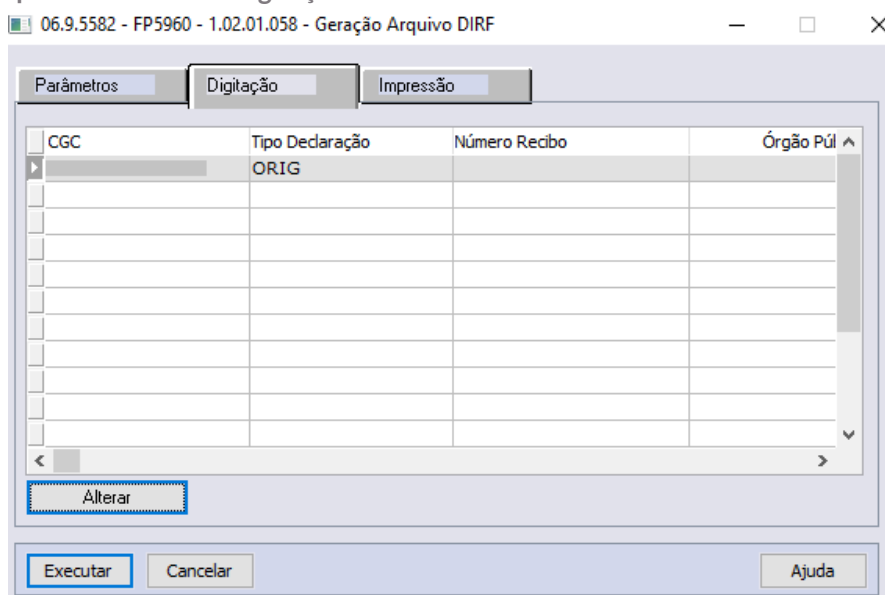 06.9.5582 - FP5960 - 1.02.01.058 - Geração Arquivo DIRF
Parâmetros Digitação Impressão
CGC Tipo Declaração Número Recibo Órgão Púl
ORIG
Alterar
Executar Cancelar Ajuda